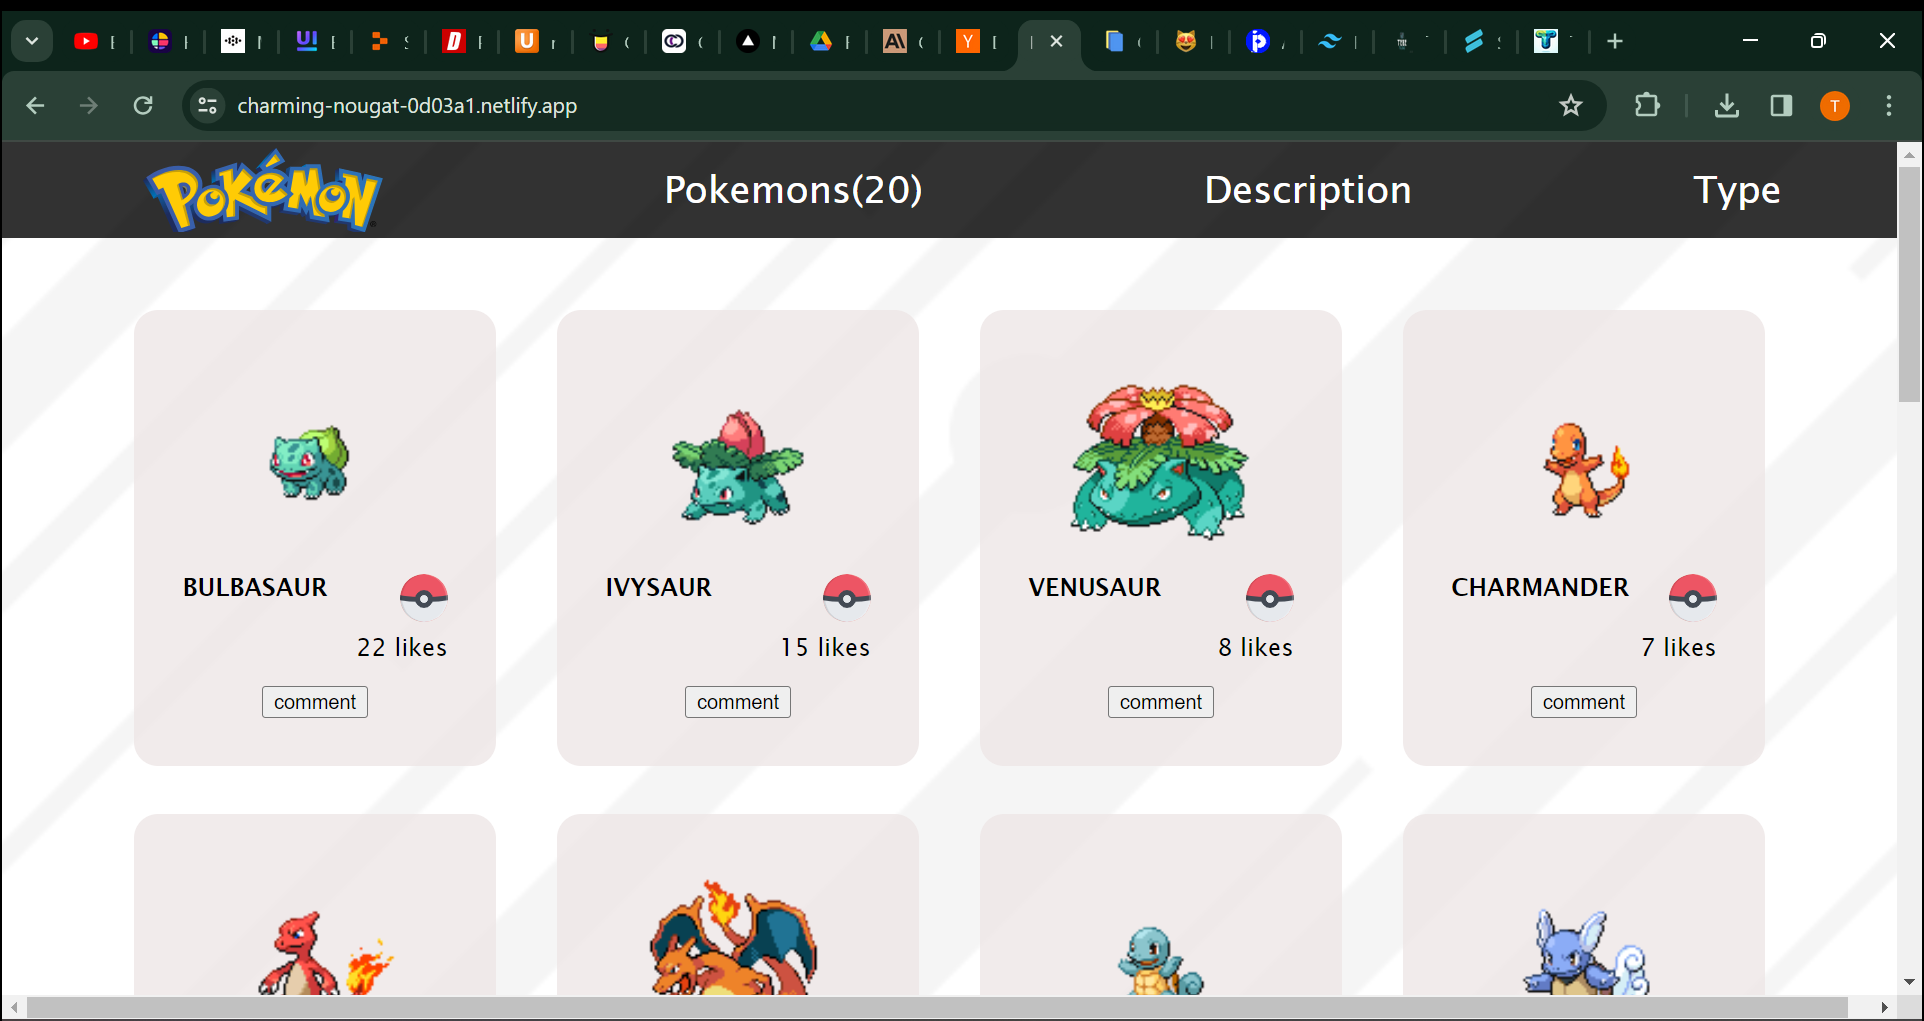 charming-nougat-0d03a1.netlify.app
T
POKéMON
Pokemons(20)
Description
Type
BULBASAUR
22 likes
comment
IVYSAUR
15 likes
comment
VENUSAUR
8 likes
comment
CHARMANDER
7 likes
comment